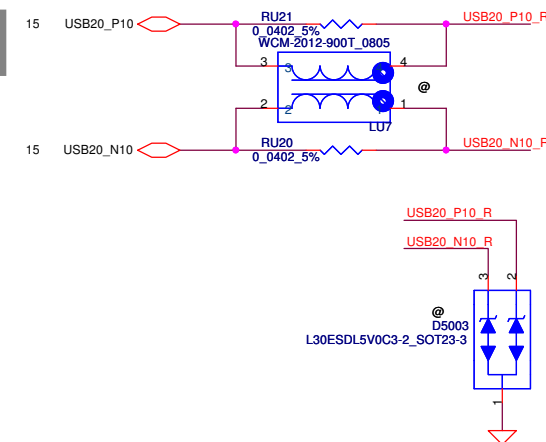 15 USB20_P10 RU21 USB20_P10_R
0_0402_5%
WCM-2012-900T_0805
3 3 4
@
2 2 1
LU7
15 USB20_N10 RU20 USB20_N10_R
0_0402_5%
USB20_P10_R
USB20_N10_R
3 2
@
D5003
L30ESDL5V0C3-2_SOT23-3
1